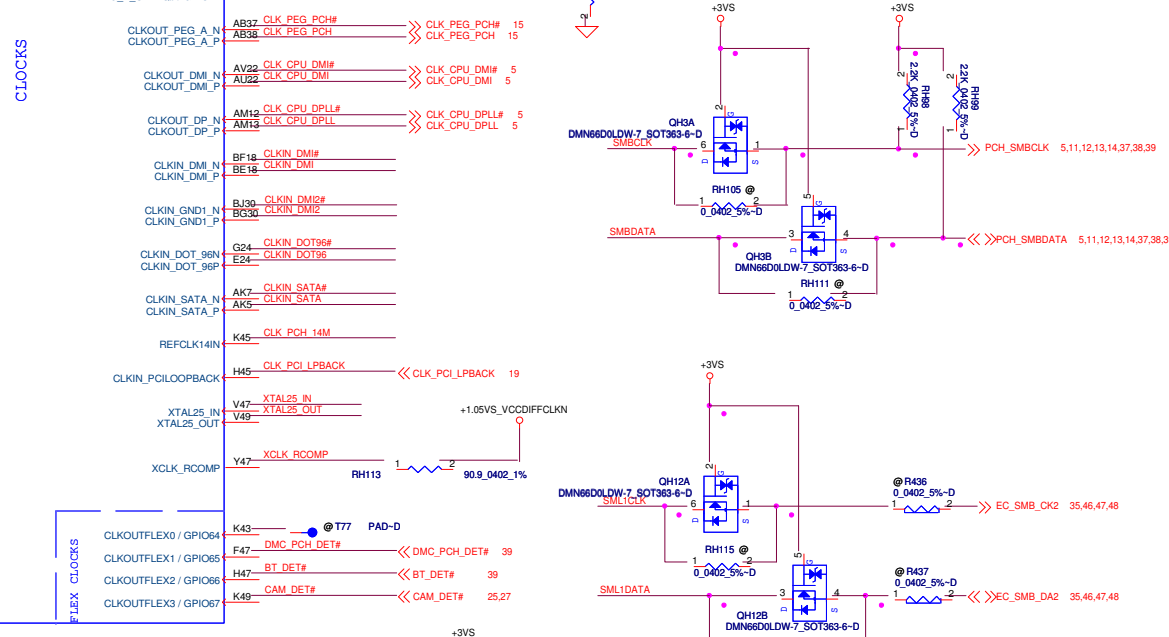 CLOCKS
CLKOUT_PEG_A_N AB37 CLK_PEG_PCH# CLK_PEG_PCH# 15
CLKOUT_PEG_A_P AB38 CLK_PEG_PCH CLK_PEG_PCH 15
CLKOUT_DMI_N AV22 CLK_CPU_DMI# CLK_CPU_DMI# 5
CLKOUT_DMI_P AU22 CLK_CPU_DMI CLK_CPU_DMI 5
CLKOUT_DP_N AM12 CLK_CPU_DPLL# CLK_CPU_DPLL# 5
CLKOUT_DP_P AM13 CLK_CPU_DPLL CLK_CPU_DPLL 5
CLKIN_DMI_N BF18 CLKIN_DMI#
CLKIN_DMI_P BE18 CLKIN_DMI
CLKIN_GND1_N BJ30 CLKIN_DMI2#
CLKIN_GND1_P BG30 CLKIN_DMI2
CLKIN_DOT_96N G24 CLKIN_DOT96#
CLKIN_DOT_96P E24 CLKIN_DOT96
CLKIN_SATA_N AK7 CLKIN_SATA#
CLKIN_SATA_P AK5 CLKIN_SATA
REFCLK14IN K45 CLK_PCH_14M
CLKIN_PCILOOPBACK H45 CLK_PCI_LPBACK CLK_PCI_LPBACK 19
XTAL25_IN V47 XTAL25_IN
XTAL25_OUT V49 XTAL25_OUT
+1.05VS_VCCDIFFCLKN
XCLK_RCOMP Y47 XCLK_RCOMP 1 2
RH113 90.9_0402_1%
FLEX CLOCKS
CLKOUTFLEX0 / GPIO64 K43 @ T77 PAD~D
CLKOUTFLEX1 / GPIO65 F47 DMC_PCH_DET# DMC_PCH_DET# 39
CLKOUTFLEX2 / GPIO66 H47 BT_DET# BT_DET# 39
CLKOUTFLEX3 / GPIO67 K49 CAM_DET# CAM_DET# 25,27
+3VS
2
+3VS +3VS
2 2.2K_0402_5%~D RH98 1
2 2.2K_0402_5%~D RH99 1
QH3A
DMN66D0LDW-7_SOT363-6~D
2 G
SMBCLK 6 D 1 S PCH_SMBCLK 5,11,12,13,14,37,38,39
RH105 @
1 2
0_0402_5%~D
5 G
SMBDATA 3 D 4 S PCH_SMBDATA 5,11,12,13,14,37,38,3
QH3B
DMN66D0LDW-7_SOT363-6~D
RH111
1 2
0_0402_5%~D
+3VS
QH12A
DMN66D0LDW-7_SOT363-6~D
2 G
@ R436
0_0402_5%~D
SML1CLK 6 D 1 S 1 2 EC_SMB_CK2 35,46,47,48
RH115 @
1 2
0_0402_5%~D
5 G
@ R437
0_0402_5%~D
SML1DATA 3 D 4 S 1 2 EC_SMB_DA2 35,46,47,48
QH12B
DMN66D0LDW-7_SOT363-6~D